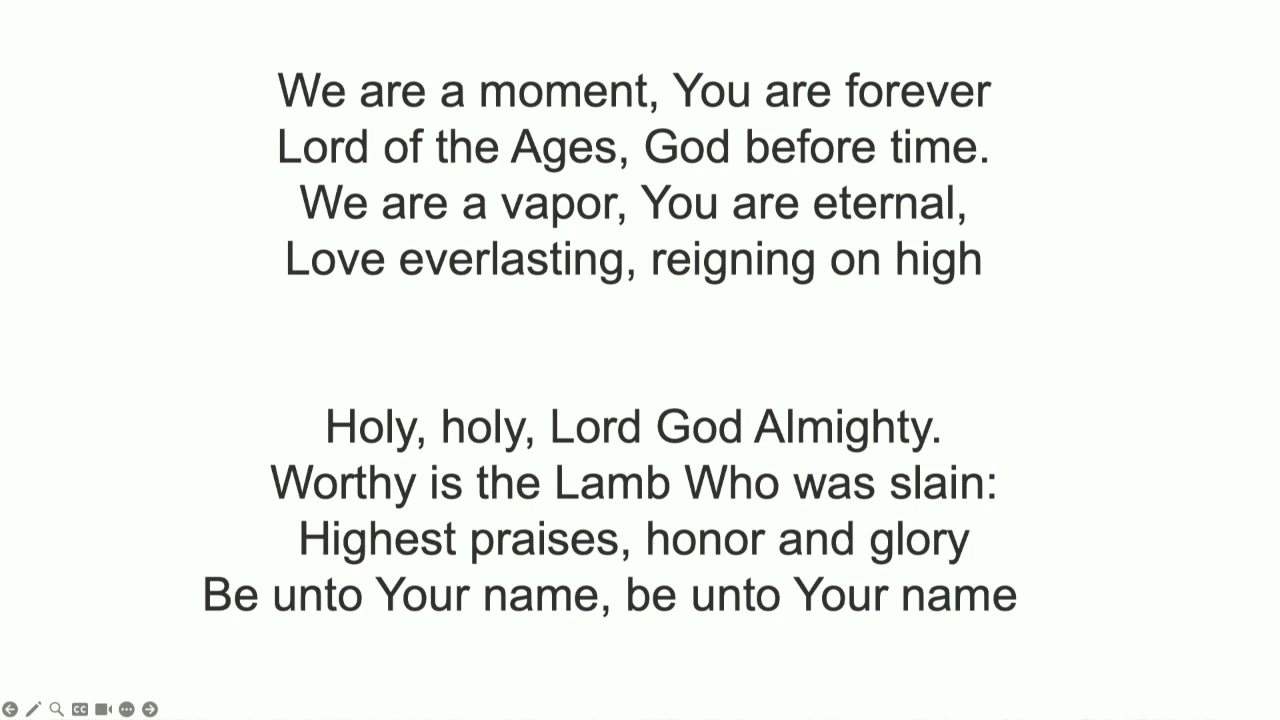 We are a moment, You are forever
Lord of the Ages, God before time.
We are a vapor, You are eternal,
Love everlasting, reigning on high
Holy, holy, Lord God Almighty.
Worthy is the Lamb Who was slain:
Highest praises, honor and glory
Be unto Your name, be unto Your name
CC